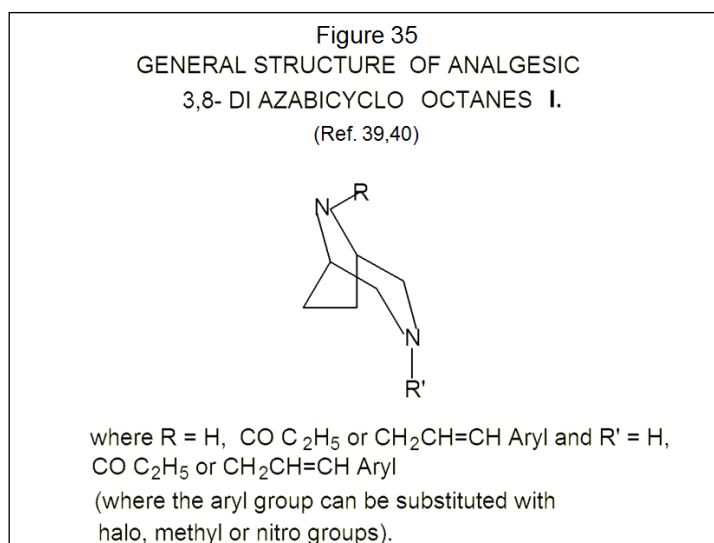 Figure 35
GENERAL STRUCTURE OF ANALGESIC
3,8- DI AZABICYCLO OCTANES I.
(Ref. 39,40)
R
N
N
R'
where R = H, CO C₂H₅ or CH₂CH=CH Aryl and R' = H,
CO C₂H₅ or CH₂CH=CH Aryl
(where the aryl group can be substituted with
halo, methyl or nitro groups).